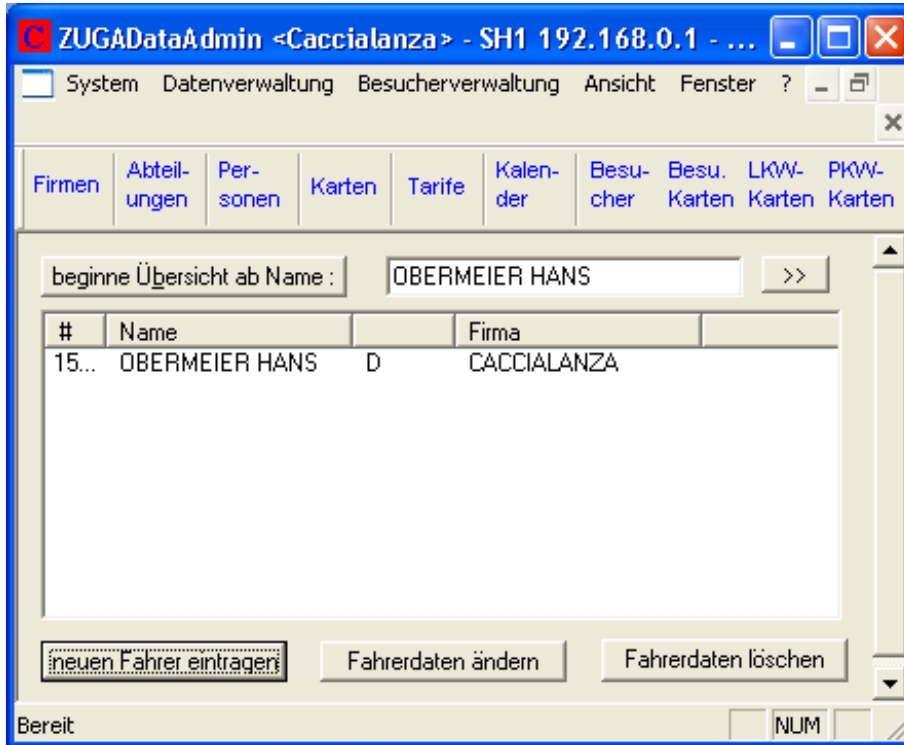 C ZUGADataAdmin <Caccialanza> - SH1 192.168.0.1 - ...
System Datenverwaltung Besucherverwaltung Ansicht Fenster ?
Firmen Abteil- Per- Karten Tarife Kalen- Besu- Besu. LKW- PKW-
ungen sonen der cher Karten Karten Karten
beginne Übersicht ab Name : OBERMEIER HANS >>
# Name Firma
15... OBERMEIER HANS D CACCIALANZA
neuen Fahrer eintragen Fahrerdaten ändern Fahrerdaten löschen
Bereit NUM